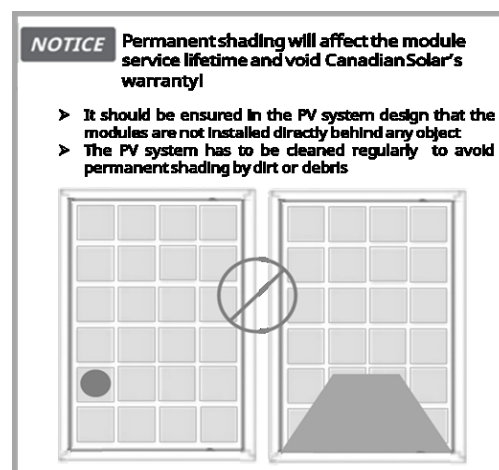 NOTICE Permanent shading will affect the module
service lifetime and void Canadian Solar's
warranty!
➢ It should be ensured in the PV system design that the
modules are not installed directly behind any object
➢ The PV system has to be cleaned regularly to avoid
permanent shading by dirt or debris